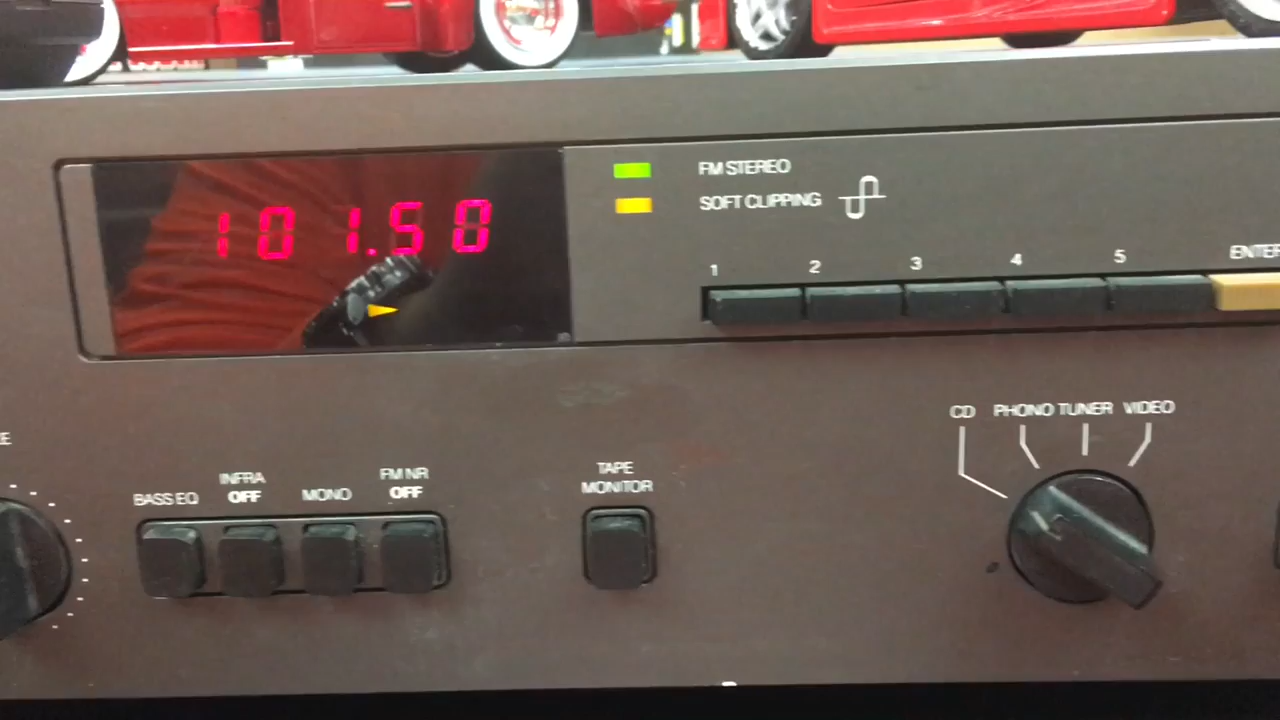 101.50
FM STEREO
SOFT CLIPPING
1 2 3 4 5 ENTER
CD PHONO TUNER VIDEO
BASS EQ
INFRA
OFF
MONO
FM NR
OFF
TAPE
MONITOR